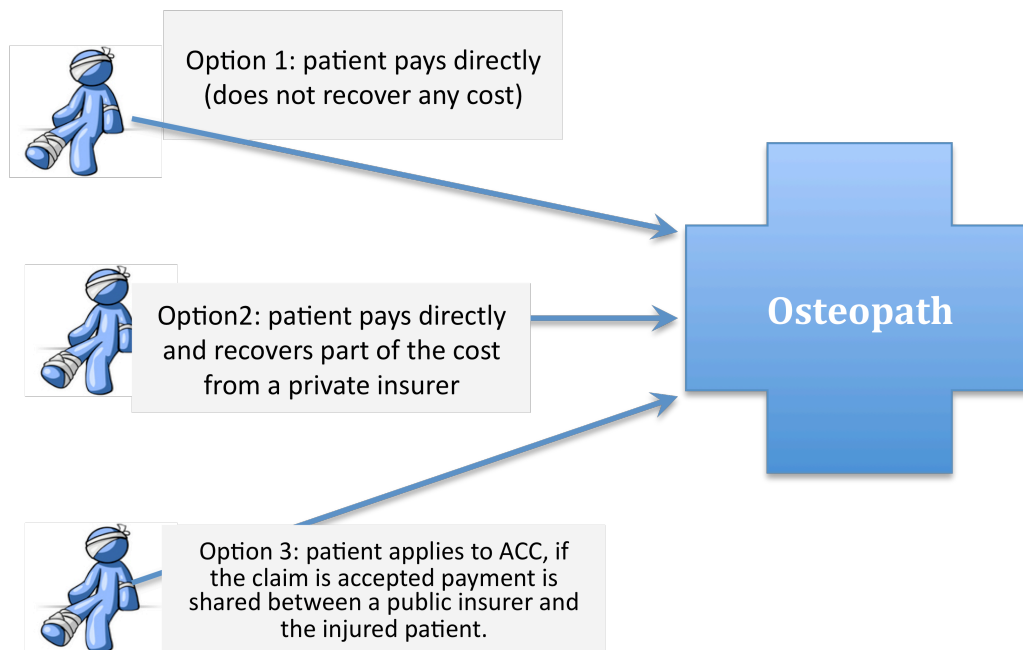 Option 1: patient pays directly
(does not recover any cost)
Option2: patient pays directly
and recovers part of the cost
from a private insurer
Osteopath
Option 3: patient applies to ACC, if
the claim is accepted payment is
shared between a public insurer and
the injured patient.